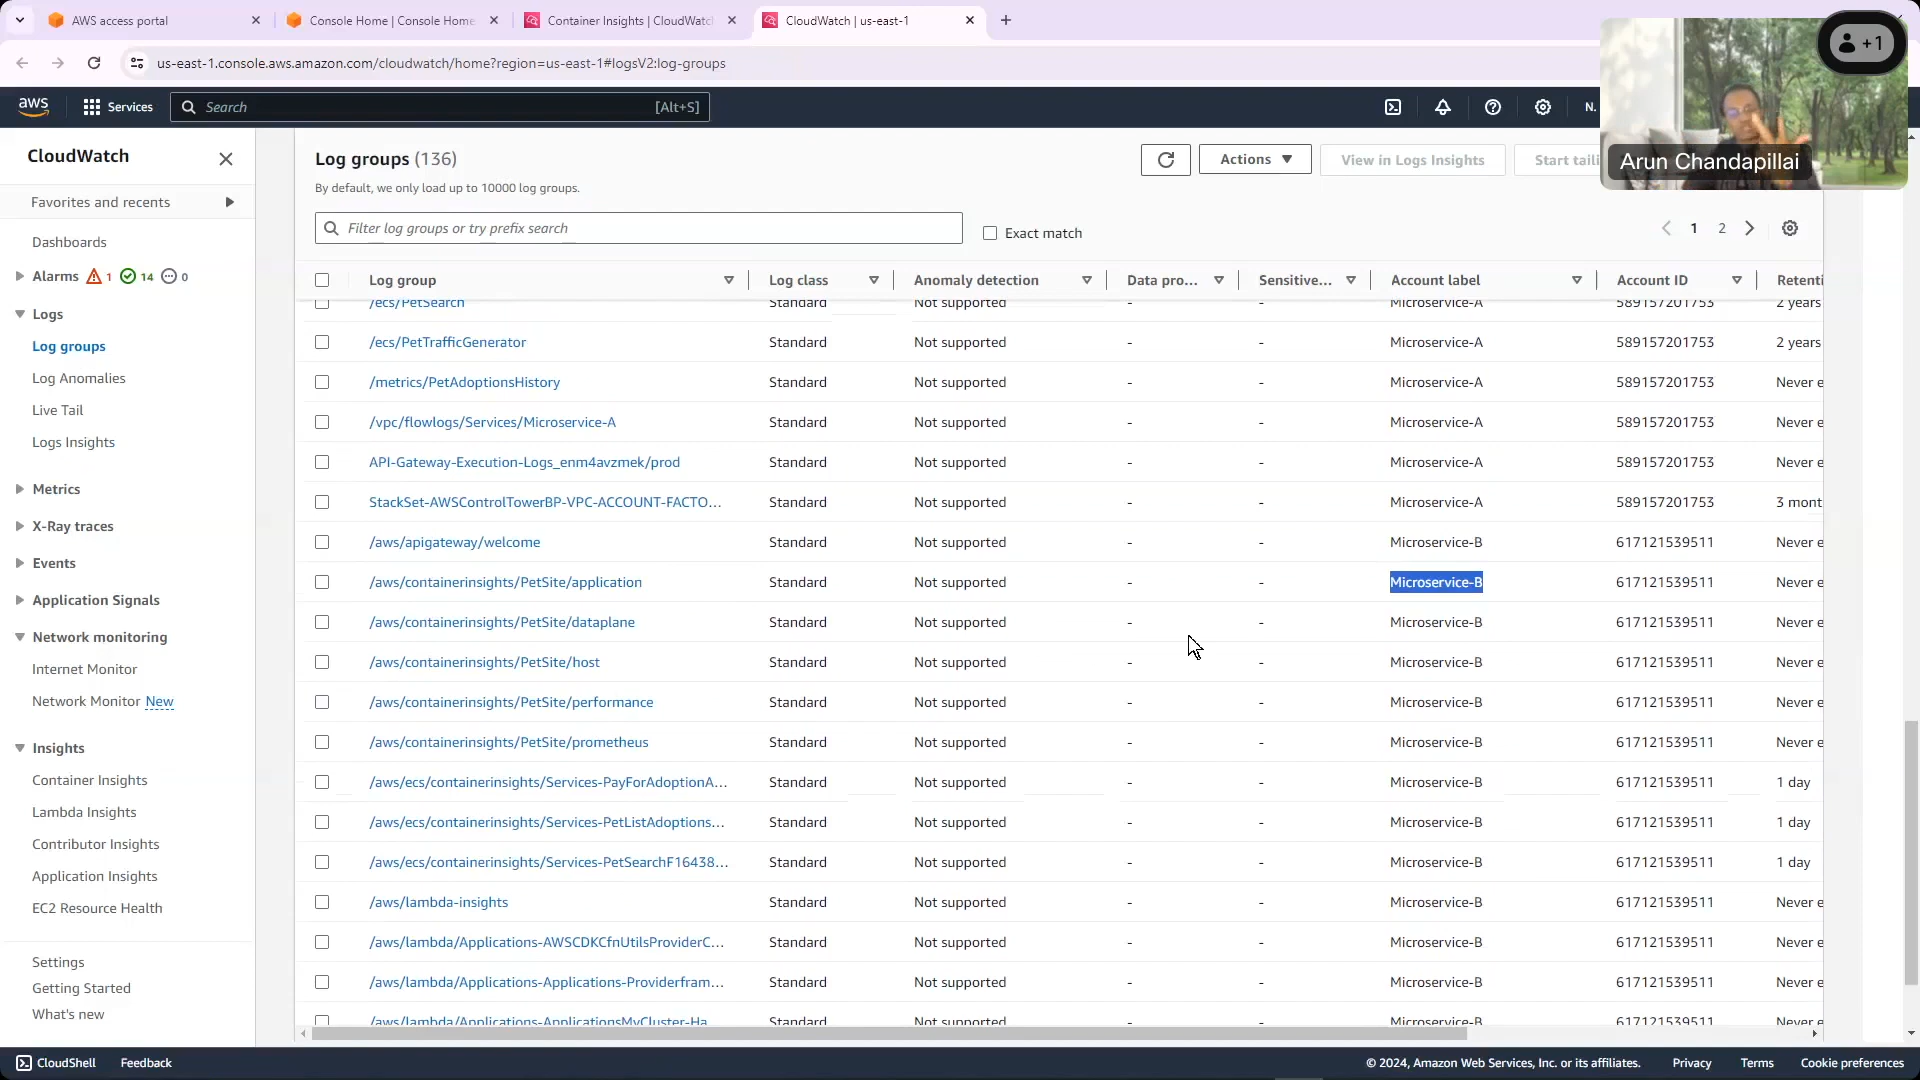 AWS access portal
Console Home | Console Home
Container Insights | CloudWatc
CloudWatch | us-east-1
us-east-1.console.aws.amazon.com/cloudwatch/home?region=us-east-1#logsV2:log-groups
+1
aws
Services
Search
[Alt+S]
N.
Arun Chandapillai
CloudWatch
Favorites and recents
Dashboards
Alarms 1 14 0
Logs
Log groups
Log Anomalies
Live Tail
Logs Insights
Metrics
X-Ray traces
Events
Application Signals
Network monitoring
Internet Monitor
Network Monitor New
Insights
Container Insights
Lambda Insights
Contributor Insights
Application Insights
EC2 Resource Health
Settings
Getting Started
What's new
Log groups (136)
By default, we only load up to 10000 log groups.
Actions
View in Logs Insights
Start taili
Filter log groups or try prefix search
Exact match
1 2
Log group Log class Anomaly detection Data pro... Sensitive... Account label Account ID Retenti
/ecs/PetSearch Standard Not supported - - Microservice-A 589157201753 2 years
/ecs/PetTrafficGenerator Standard Not supported - - Microservice-A 589157201753 2 years
/metrics/PetAdoptionsHistory Standard Not supported - - Microservice-A 589157201753 Never e
/vpc/flowlogs/Services/Microservice-A Standard Not supported - - Microservice-A 589157201753 Never e
API-Gateway-Execution-Logs_enm4avzmek/prod Standard Not supported - - Microservice-A 589157201753 Never e
StackSet-AWSControlTowerBP-VPC-ACCOUNT-FACTO... Standard Not supported - - Microservice-A 589157201753 3 mont
/aws/apigateway/welcome Standard Not supported - - Microservice-B 617121539511 Never e
/aws/containerinsights/PetSite/application Standard Not supported - - Microservice-B 617121539511 Never e
/aws/containerinsights/PetSite/dataplane Standard Not supported - - Microservice-B 617121539511 Never e
/aws/containerinsights/PetSite/host Standard Not supported - - Microservice-B 617121539511 Never e
/aws/containerinsights/PetSite/performance Standard Not supported - - Microservice-B 617121539511 Never e
/aws/containerinsights/PetSite/prometheus Standard Not supported - - Microservice-B 617121539511 Never e
/aws/ecs/containerinsights/Services-PayForAdoptionA... Standard Not supported - - Microservice-B 617121539511 1 day
/aws/ecs/containerinsights/Services-PetListAdoptions... Standard Not supported - - Microservice-B 617121539511 1 day
/aws/ecs/containerinsights/Services-PetSearchF16438... Standard Not supported - - Microservice-B 617121539511 1 day
/aws/lambda-insights Standard Not supported - - Microservice-B 617121539511 Never e
/aws/lambda/Applications-AWSCDKCfnUtilsProviderC... Standard Not supported - - Microservice-B 617121539511 Never e
/aws/lambda/Applications-Applications-Providerfram... Standard Not supported - - Microservice-B 617121539511 Never e
/aws/lambda/Applications-ApplicationsMyCluster-Ha Standard Not supported Microservice-B 617121539511 Never e
CloudShell
Feedback
© 2024, Amazon Web Services, Inc. or its affiliates.
Privacy
Terms
Cookie preferences